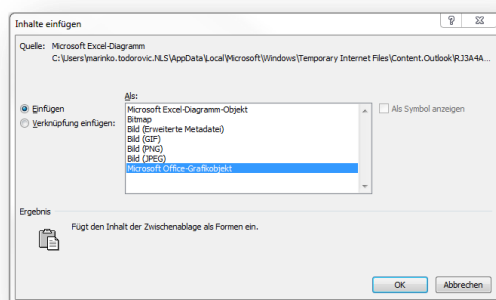 Inhalte einfügen
Quelle: Microsoft Excel-Diagramm
C:\Users\marinko.todorovic.NLS\AppData\Local\Microsoft\Windows\Temporary Internet Files\Content.Outlook\RJ3A4A...
Als:
Einfügen
Verknüpfung einfügen:
Microsoft Excel-Diagramm-Objekt
Bitmap
Bild (Erweiterte Metadatei)
Bild (GIF)
Bild (PNG)
Bild (JPEG)
Microsoft Office-Grafikobjekt
Als Symbol anzeigen
Ergebnis
Fügt den Inhalt der Zwischenablage als Formen ein.
OK Abbrechen